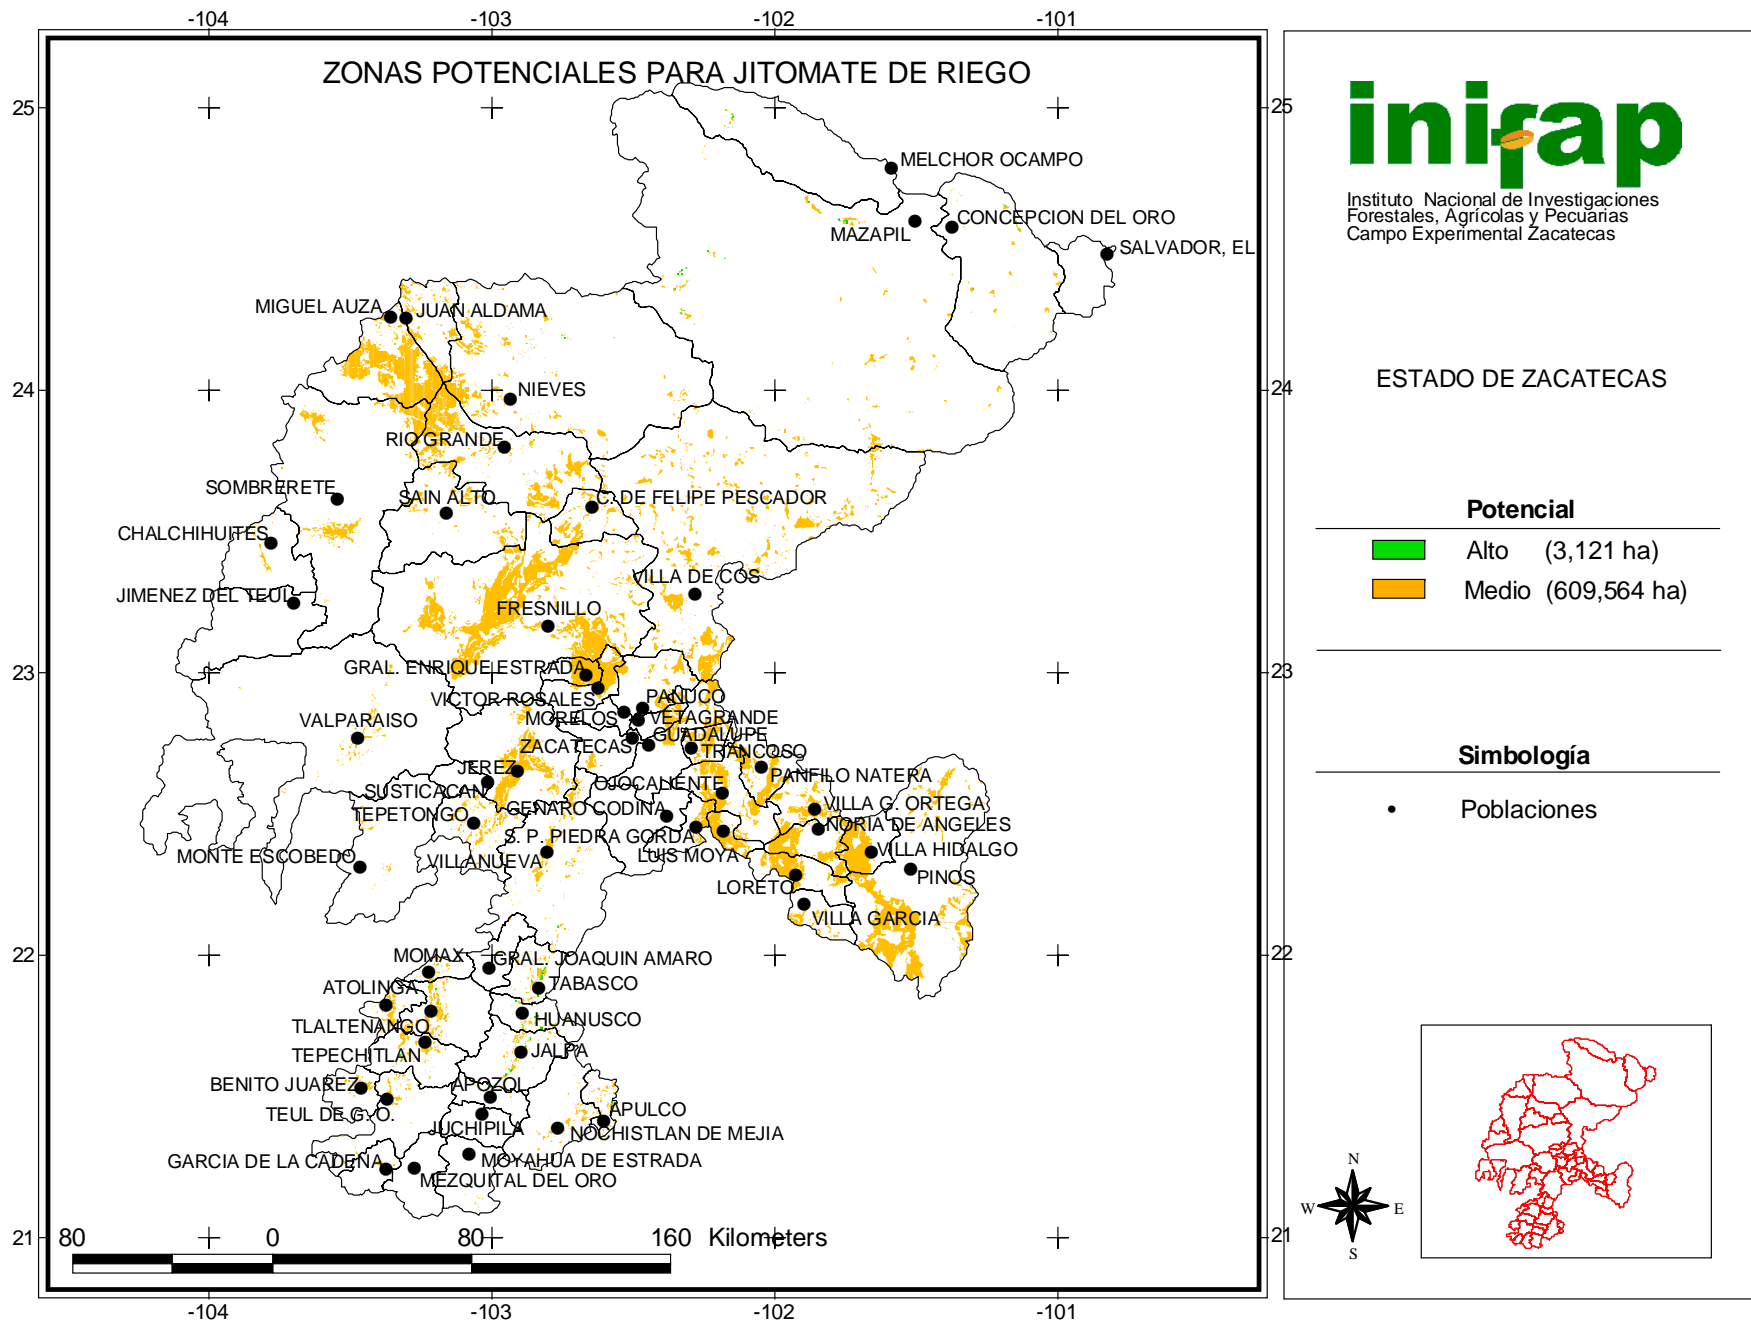 -104 -103 -102 -101
ZONAS POTENCIALES PARA JITOMATE DE RIEGO
25 25
MELCHOR OCAMPO
CONCEPCION DEL ORO
MAZAPIL
SALVADOR, EL
MIGUEL AUZA
JUAN ALDAMA
24 24
NIEVES
RIO GRANDE
SOMBRERETE
SAIN ALTO
C. DE FELIPE PESCADOR
CHALCHIHUITES
VILLA DE COS
JIMENEZ DEL TEUL
FRESNILLO
23 23
GRAL. ENRIQUE ESTRADA
VICTOR ROSALES
PANUCO
VALPARAISO
MORELOS
VETAGRANDE
GUADALUPE
ZACATECAS
TRANCOSO
JEREZ
PANFILO NATERA
SUSTICACAN
OJOCALIENTE
TEPETONGO
GENARO CODINA
VILLA G. ORTEGA
NORIA DE ANGELES
S. P. PIEDRA GORDA
MONTE ESCOBEDO
VILLANUEVA
LUIS MOYA
VILLA HIDALGO
LORETO
PINOS
VILLA GARCIA
22 22
MOMAX
GRAL. JOAQUIN AMARO
ATOLINGA
TABASCO
TLALTENANGO
HUANUSCO
TEPECHITLAN
JALPA
BENITO JUAREZ
APOZOL
TEUL DE G. O.
APULCO
JUCHIPILA
NOCHISTLAN DE MEJIA
GARCIA DE LA CADENA
MOYAHUA DE ESTRADA
MEZQUITAL DEL ORO
21 21
80 0 80 160 Kilometers
-104 -103 -102 -101
inifap
Instituto Nacional de Investigaciones
Forestales, Agrícolas y Pecuarias
Campo Experimental Zacatecas
ESTADO DE ZACATECAS
Potencial
Alto (3,121 ha)
Medio (609,564 ha)
Simbología
Poblaciones
N
W E
S